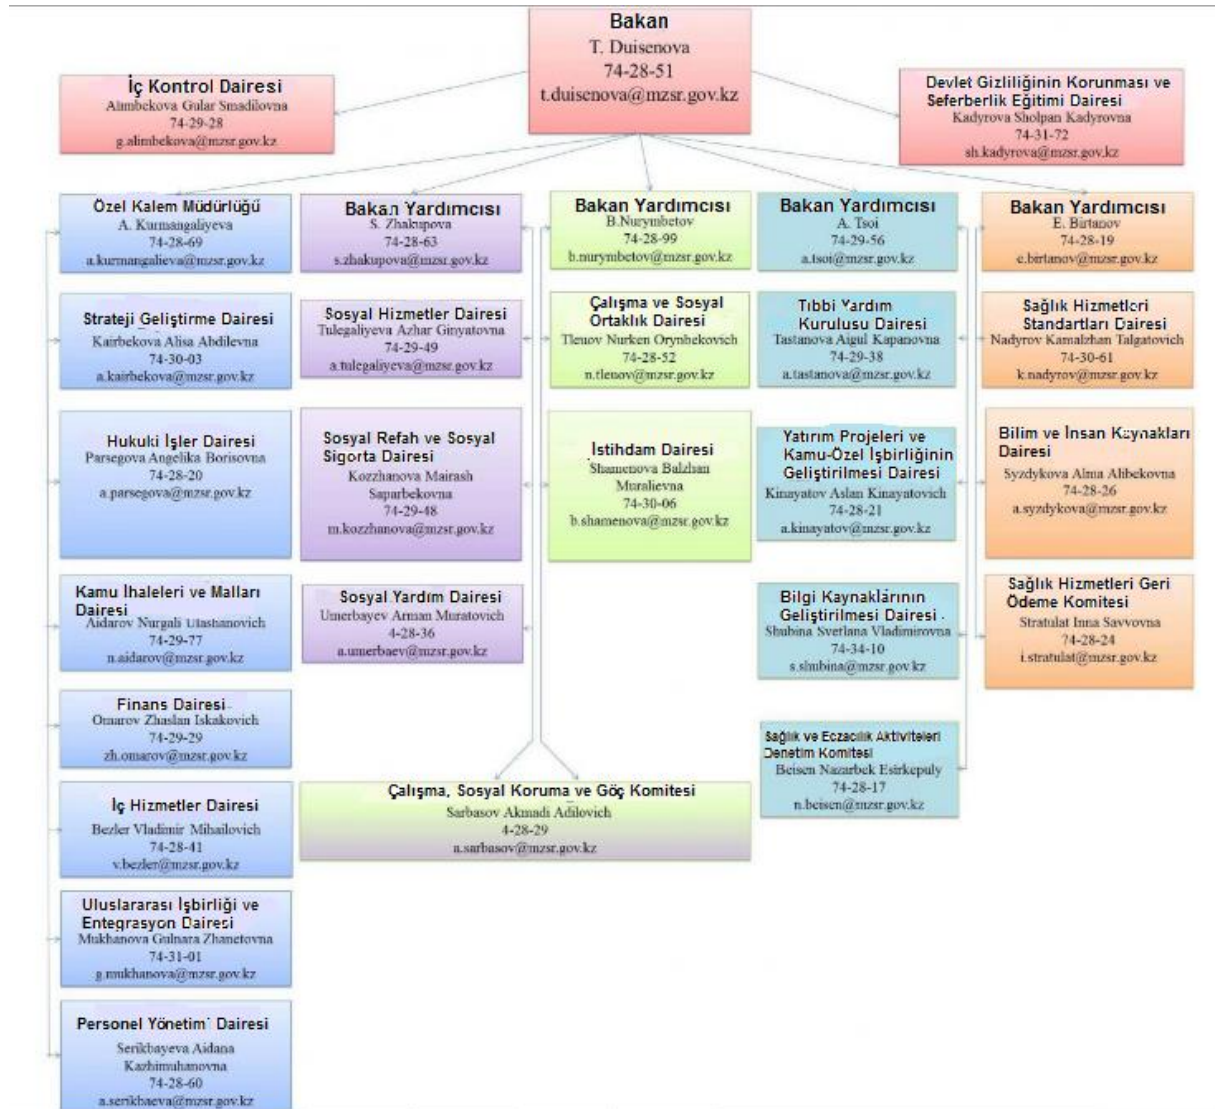 Bakan
T. Duisenova
74-28-51
t.duisenova@mzsr.gov.kz
İç Kontrol Dairesi
Alimbekova Gular Smadilovna
74-29-28
g.alimbekova@mzsr.gov.kz
Devlet Gizliliğinin Korunması ve
Seferberlik Eğitimi Dairesi
Kadyrova Sholpan Kadyrovna
74-31-72
sh.kadyrova@mzsr.gov.kz
Özel Kalem Müdürlüğü
A. Kurmangaliyeva
74-28-69
a.kurmangalieva@mzsr.gov.kz
Strateji Geliştirme Dairesi
Kairbekova Alisa Abdilevna
74-30-03
a.kairbekova@mzsr.gov.kz
Hukuki İşler Dairesi
Parsegova Angelika Borisovna
74-28-20
a.parsegova@mzsr.gov.kz
Kamu İhaleleri ve Malları
Dairesi
Aidarov Nurgali Utashanovich
74-29-77
n.aidarov@mzsr.gov.kz
Finans Dairesi
Omarov Zhaslan Iskakovich
74-29-29
zh.omarov@mzsr.gov.kz
İç Hizmetler Dairesi
Bezler Vladimir Mihailovich
74-28-41
v.bezler@mzsr.gov.kz
Uluslararası İşbirliği ve
Entegrasyon Dairesi
Mukhanova Gulnara Zhanetovna
74-31-01
g.mukhanova@mzsr.gov.kz
Personel Yönetim Dairesi
Serikbayeva Aidana
Kazhimuhanovna
74-28-60
a.serikbaeva@mzsr.gov.kz
Bakan Yardımcısı
S. Zhakupova
74-28-63
s.zhakupova@mzsr.gov.kz
Sosyal Hizmetler Dairesi
Tulegaliyeva Azhar Ginyatovna
74-29-49
a.tulegaliyeva@mzsr.gov.kz
Sosyal Refah ve Sosyal
Sigorta Dairesi
Kozzhanova Mairash
Saparbekovna
74-29-48
m.kozzhanova@mzsr.gov.kz
Sosyal Yardım Dairesi
Umerbayev Arman Muratovich
4-28-36
a.umerbaev@mzsr.gov.kz
Bakan Yardımcısı
B.Nurymbetov
74-28-99
b.nurymbetov@mzsr.gov.kz
Çalışma ve Sosyal
Ortaklık Dairesi
Tlenov Nurken Orynbekovich
74-28-52
n.tlenov@mzsr.gov.kz
İstihdam Dairesi
Shamenova Balzhan
Muralievna
74-30-06
b.shamenova@mzsr.gov.kz
Çalışma, Sosyal Koruma ve Göç Komitesi
Sarbasov Akmadi Adilovich
4-28-29
a.sarbasov@mzsr.gov.kz
Bakan Yardımcısı
A. Tsoi
74-29-56
a.tsoi@mzsr.gov.kz
Tıbbi Yardım
Kurulusu Dairesi
Tastanova Aigul Kapanovna
74-29-38
a.tastanova@mzsr.gov.kz
Yatırım Projeleri ve
Kamu-Özel İşbirliğinin
Geliştirilmesi Dairesi
Kinayatov Aslan Kinayatovich
74-28-21
a.kinayatov@mzsr.gov.kz
Bilgi Kaynaklarının
Geliştirilmesi Dairesi
Shubina Svetlana Vladimirovna
74-34-10
s.shubina@mzsr.gov.kz
Sağlık ve Eczacılık Aktiviteleri
Denetim Komitesi
Beisen Nazarbek Esirkepuly
74-28-17
n.beisen@mzsr.gov.kz
Bakan Yardımcısı
E. Birtanov
74-28-19
e.birtanov@mzsr.gov.kz
Sağlık Hizmetleri
Standartları Dairesi
Nadyrov Kamalzhan Talgatovich
74-30-61
k.nadyrov@mzsr.gov.kz
Bilim ve İnsan Kaynakları
Dairesi
Syzdykova Alma Alibekovna
74-28-26
a.syzdykova@mzsr.gov.kz
Sağlık Hizmetleri Geri
Ödeme Komitesi
Stratulat Inna Savvovna
74-28-24
i.stratulat@mzsr.gov.kz